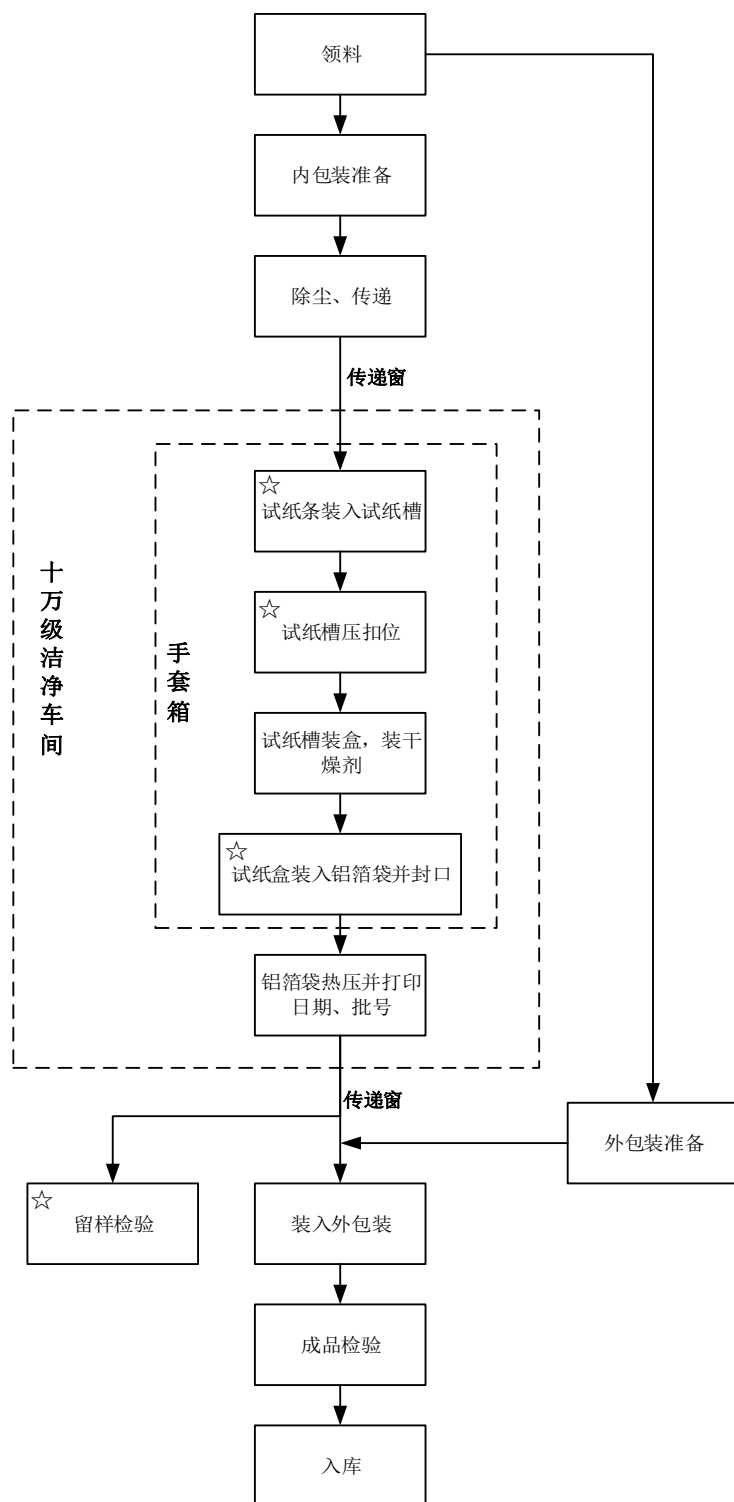 领料
内包装准备
除尘、传递
传递窗
十万级洁净车间
手套箱
☆
试纸条装入试纸槽
☆
试纸槽压扣位
试纸槽装盒，装干
燥剂
☆
试纸盒装入铝箔袋并封口
铝箔袋热压并打印
日期、批号
传递窗
外包装准备
☆
留样检验
装入外包装
成品检验
入库